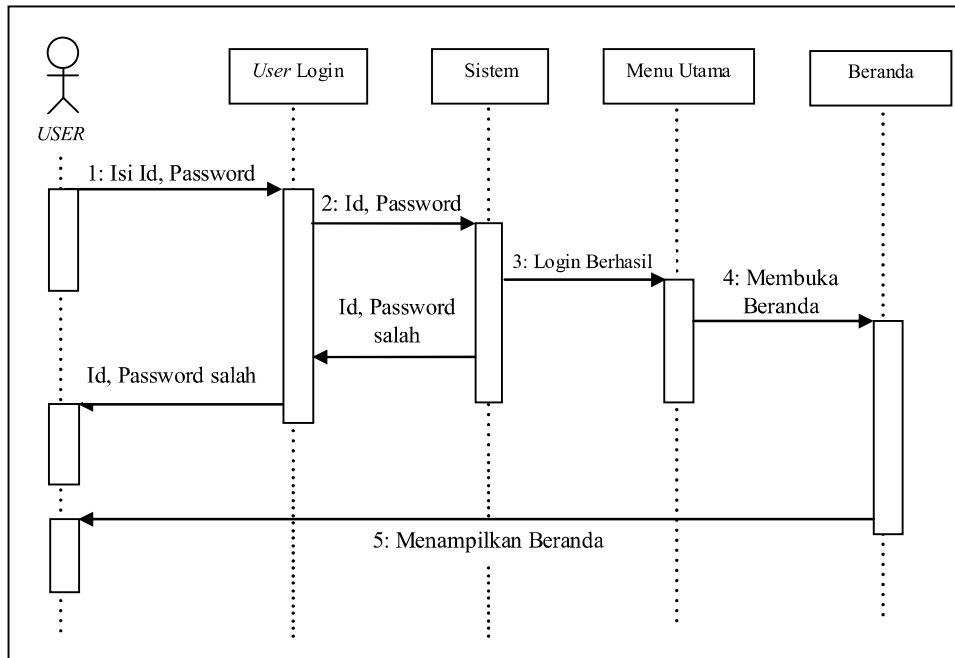 USER
User Login
Sistem
Menu Utama
Beranda
1: Isi Id, Password
2: Id, Password
3: Login Berhasil
4: Membuka
Beranda
Id, Password
salah
Id, Password salah
5: Menampilkan Beranda